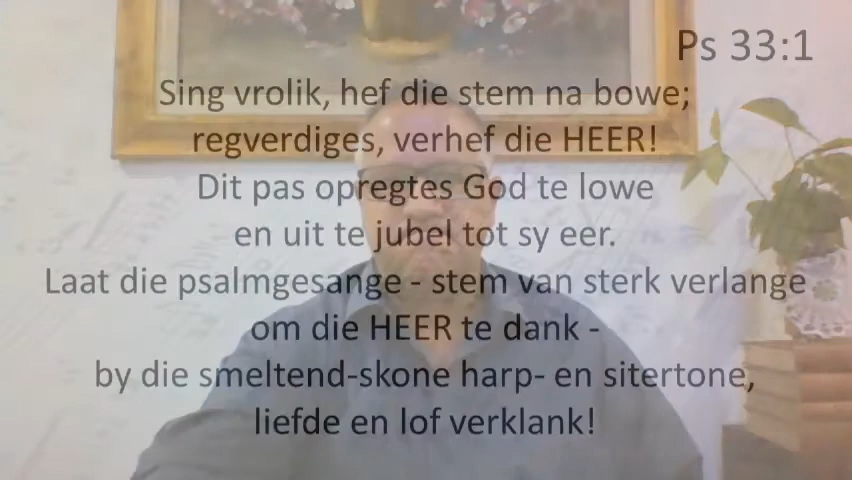 Ps 33:1
Sing vrolik, hef die stem na bowe;
regverdiges, verhef die HEER!
Dit pas opregtes God te lowe
en uit te jubel tot sy eer.
Laat die psalmgesange - stem van sterk verlange
om die HEER te dank -
by die smeltend-skone harp- en sitertone,
liefde en lof verklank!